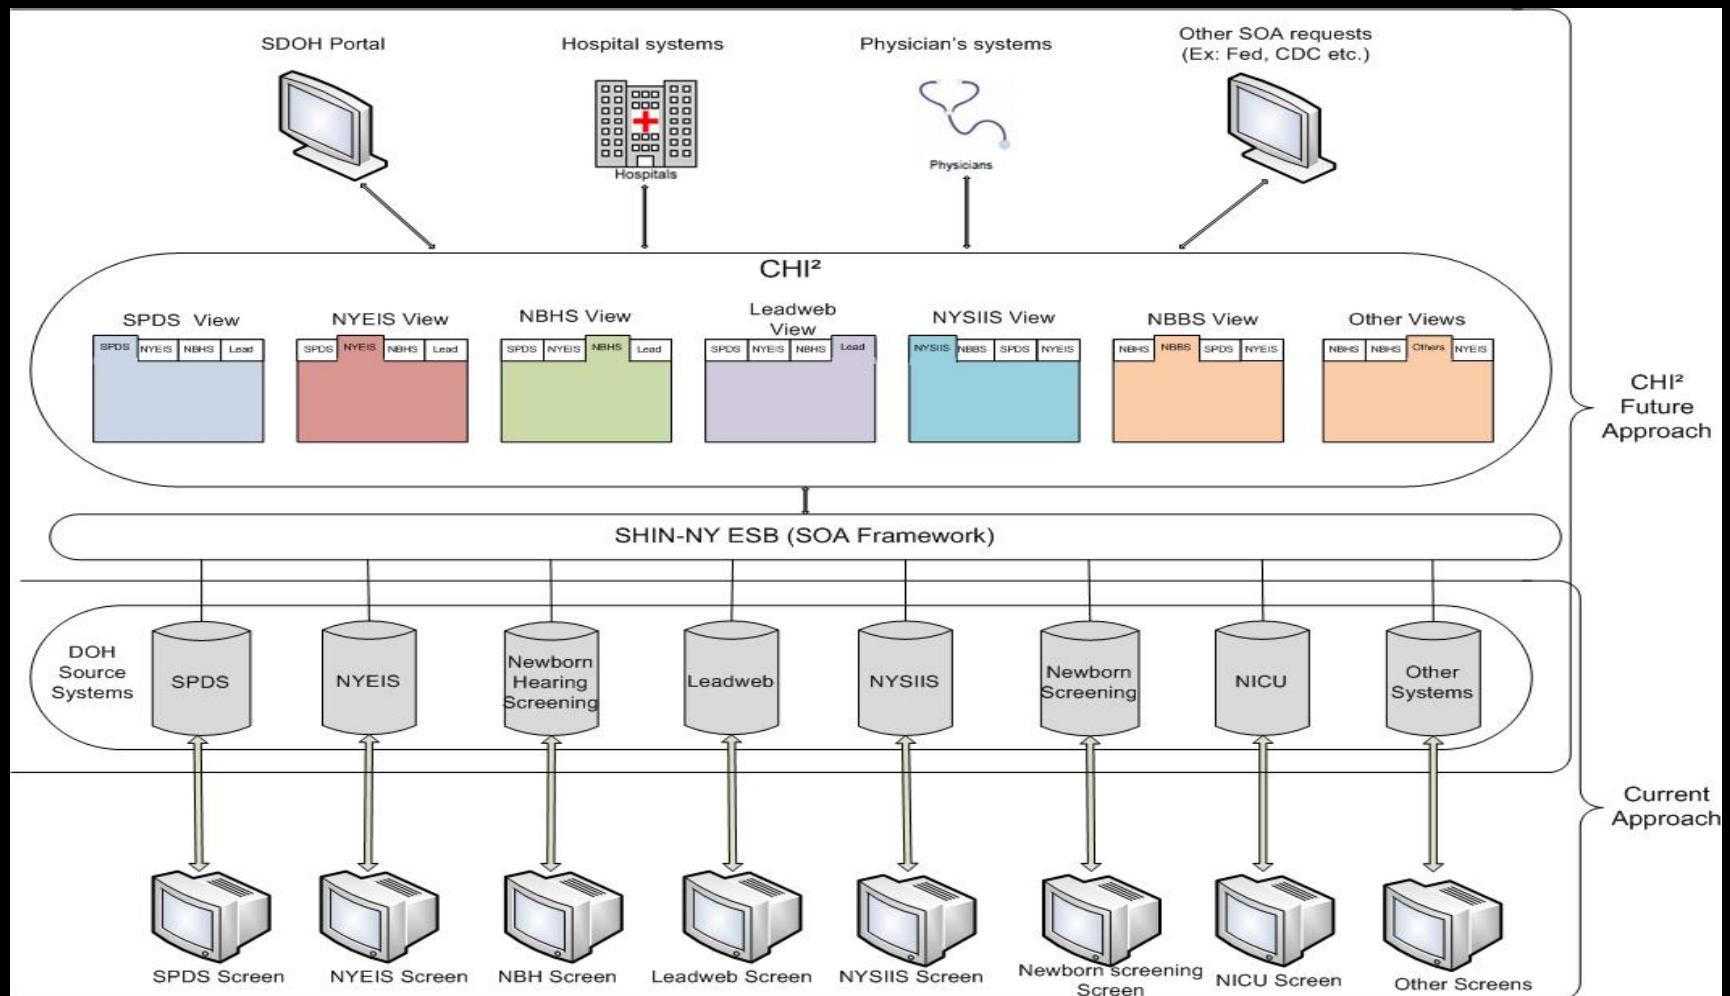 SDOH Portal
Hospital systems
Physician's systems
Other SOA requests
(Ex: Fed, CDC etc.)
Hospitals
Physicians
CHI²
SPDS View
NYEIS View
NBHS View
Leadweb
View
NYSIIS View
NBBS View
Other Views
SPDS NYEIS NBHS Lead
SPDS NYEIS NBHS Lead
SPDS NYEIS NBHS Lead
SPDS NYEIS NBHS Lead
NYSIIS NBBS SPDS NYEIS
NBHS NBBS SPDS NYEIS
NBHS NBHS Others NYEIS
CHI²
Future
Approach
SHIN-NY ESB (SOA Framework)
DOH
Source
Systems
SPDS
NYEIS
Newborn
Hearing
Screening
Leadweb
NYSIIS
Newborn
Screening
NICU
Other
Systems
Current
Approach
SPDS Screen
NYEIS Screen
NBH Screen
Leadweb Screen
NYSIIS Screen
Newborn screening
Screen
NICU Screen
Other Screens